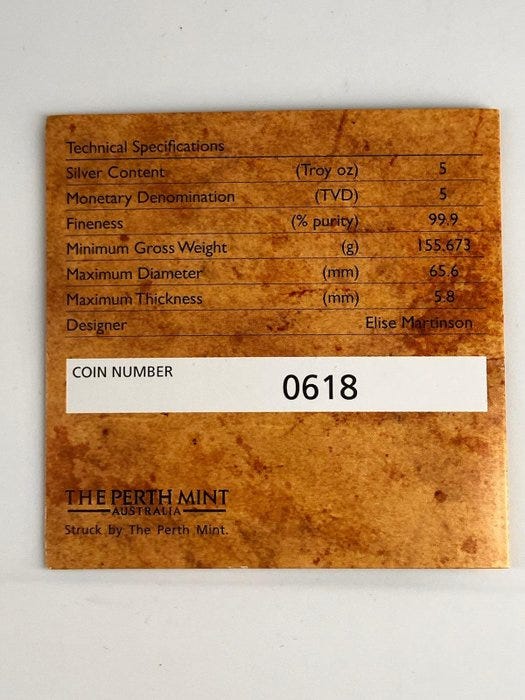 Technical Specifications
Silver Content (Troy oz) 5
Monetary Denomination (TVD) 5
Fineness (% purity) 99.9
Minimum Gross Weight (g) 155.673
Maximum Diameter (mm) 65.6
Maximum Thickness (mm) 5.8
Designer Elise Martinson
COIN NUMBER 0618
THE PERTH MINT
AUSTRALIA
Struck by The Perth Mint.